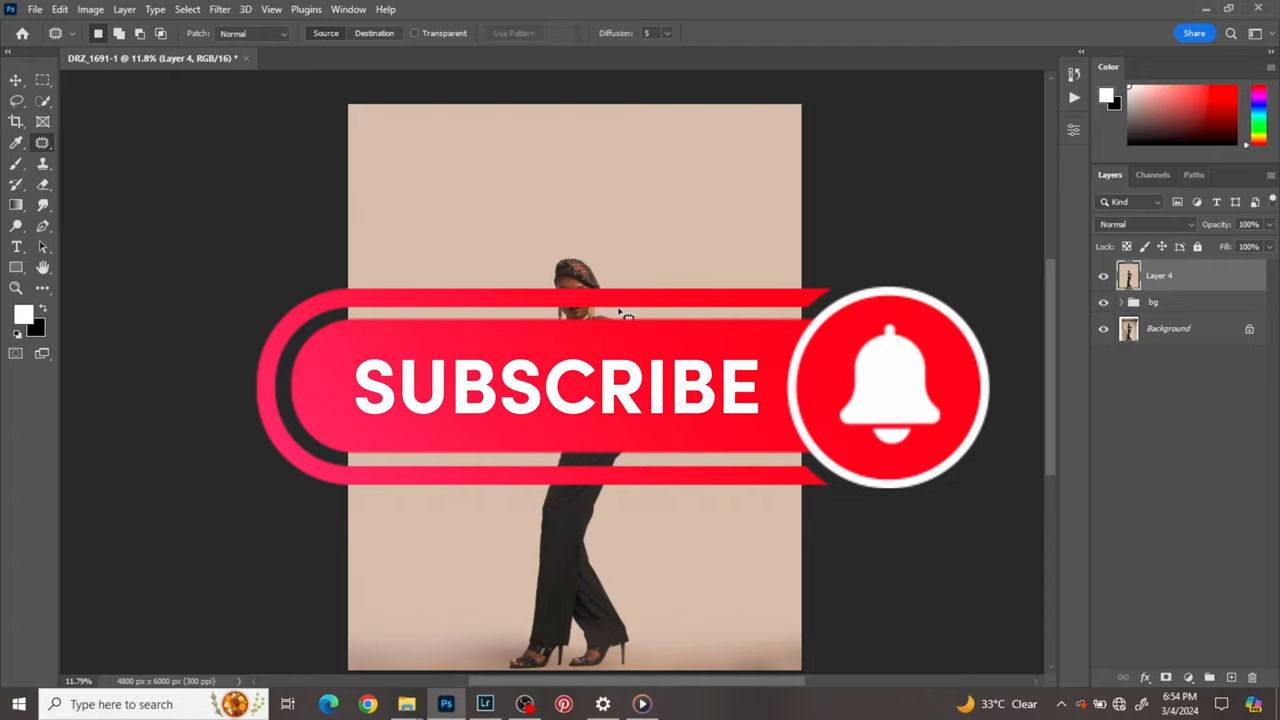 Ps File Edit Image Layer Type Select Filter 3D View Plugins Window Help
Patch: Normal Source Destination Transparent Use Pattern Diffusion: 5 Share
DRZ_1691-1 @ 11.8% (Layer 4, RGB/16) *
Color
Layers Channels Paths
Kind
Normal Opacity: 100%
Lock: Fill: 100%
Layer 4
bg
Background
SUBSCRIBE
11.79% 4800 px x 6000 px (300 ppi)
Type here to search
Ps
Lr
33°C Clear
6:54 PM
3/4/2024